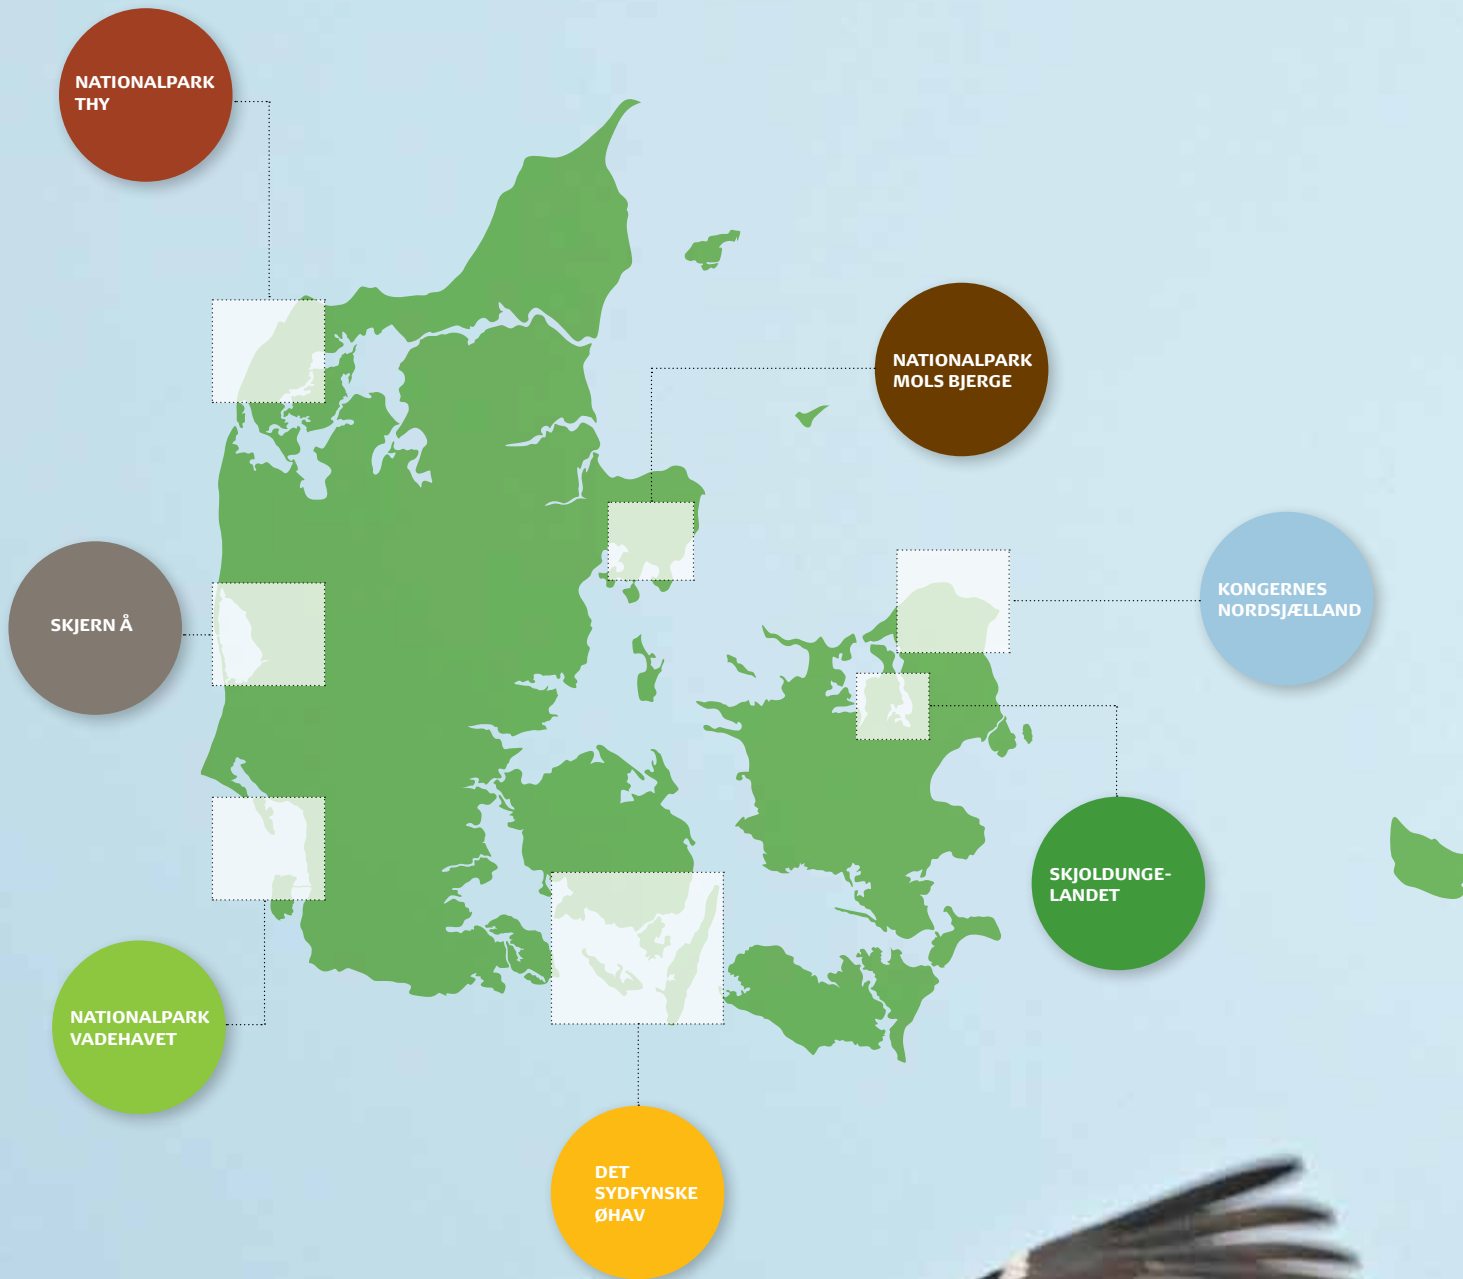 NATIONALPARK
THY
NATIONALPARK
MOLS BJERGE
KONGERNES
NORDSJÆLLAND
SKJERN Å
SKJOLDUNGE-
LANDET
NATIONALPARK
VADEHAVET
DET
SYDFYNSKE
ØHAV